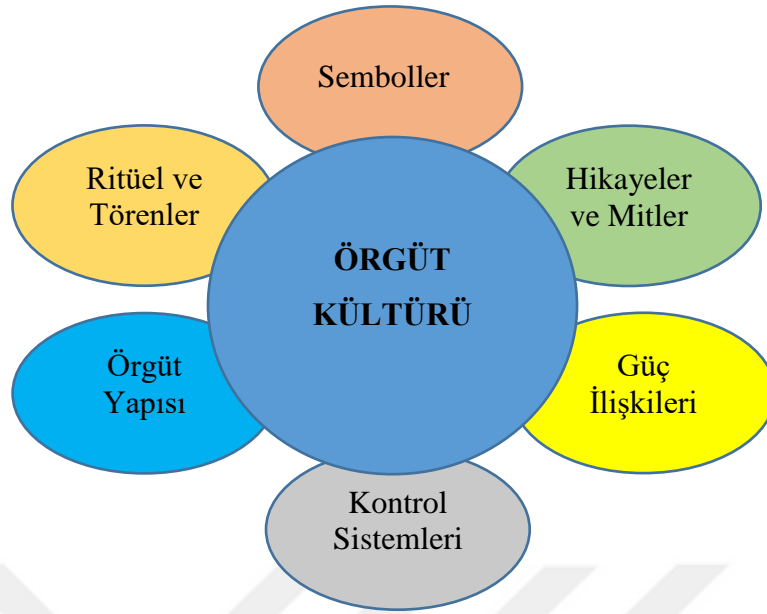 Semboller
Ritüel ve
Törenler
Hikayeler
ve Mitler
ÖRGÜT
KÜLTÜRÜ
Örgüt
Yapısı
Güç
İlişkileri
Kontrol
Sistemleri